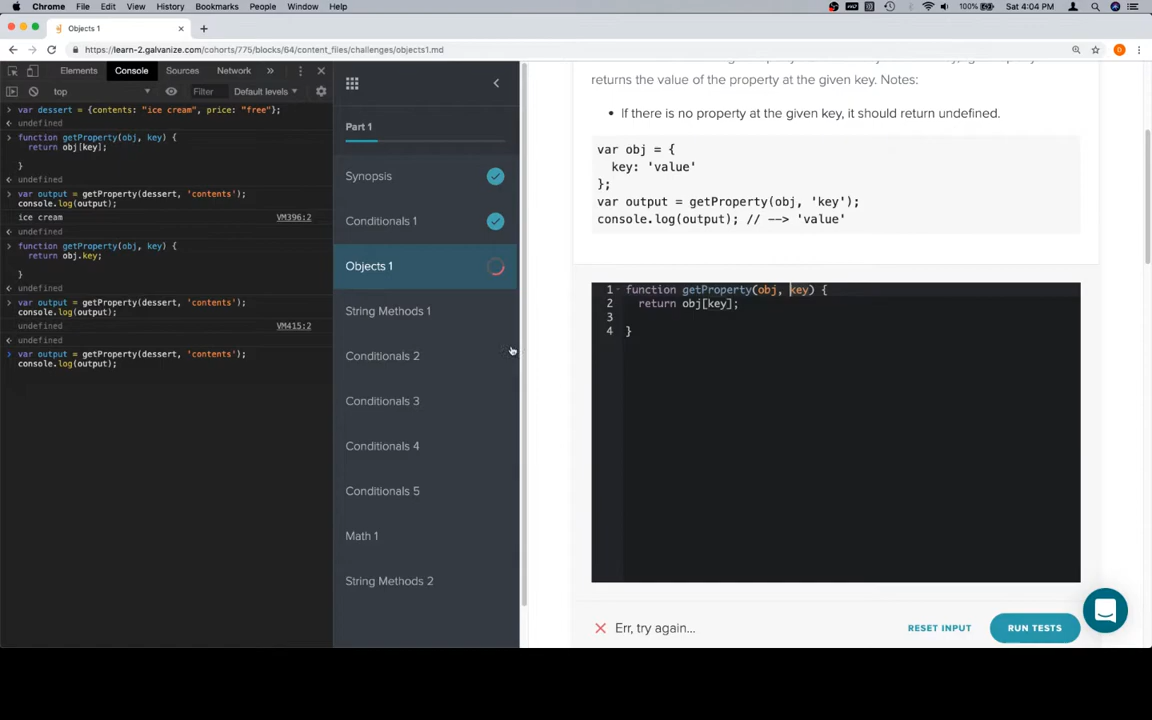 Chrome File Edit View History Bookmarks People Window Help 100% Sat 4:04 PM
Objects 1
https://learn-2.galvanize.com/cohorts/775/blocks/64/content_files/challenges/objects1.md
Elements Console Sources Network »
top Filter Default levels
var dessert = {contents: "ice cream", price: "free"};
undefined
function getProperty(obj, key) {
return obj[key];
}
undefined
var output = getProperty(dessert, 'contents');
console.log(output);
ice cream VM396:2
undefined
function getProperty(obj, key) {
return obj.key;
}
undefined
var output = getProperty(dessert, 'contents');
console.log(output);
undefined VM415:2
undefined
var output = getProperty(dessert, 'contents');
console.log(output);
Part 1
Synopsis
Conditionals 1
Objects 1
String Methods 1
Conditionals 2
Conditionals 3
Conditionals 4
Conditionals 5
Math 1
String Methods 2
returns the value of the property at the given key. Notes:
• If there is no property at the given key, it should return undefined.
var obj = {
key: 'value'
};
var output = getProperty(obj, 'key');
console.log(output); // --> 'value'
1 function getProperty(obj, key) {
2 return obj[key];
3
4 }
Err, try again...
RESET INPUT
RUN TESTS